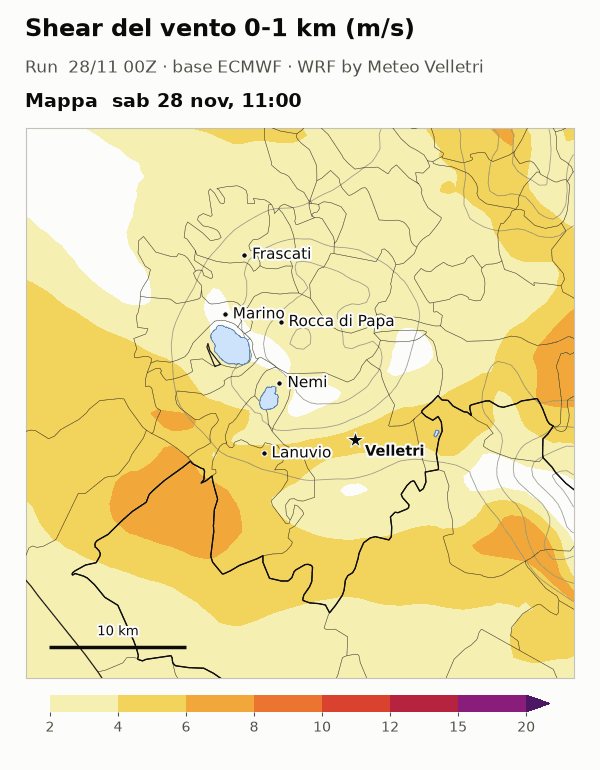 Shear del vento 0-1 km (m/s)
Run  28/11 00Z · base ECMWF · WRF by Meteo Velletri
Mappa  sab 28 nov, 11:00
Frascati
Marino
Rocca di Papa
Nemi
Velletri
Lanuvio
10 km
2 4 6 8 10 12 15 20